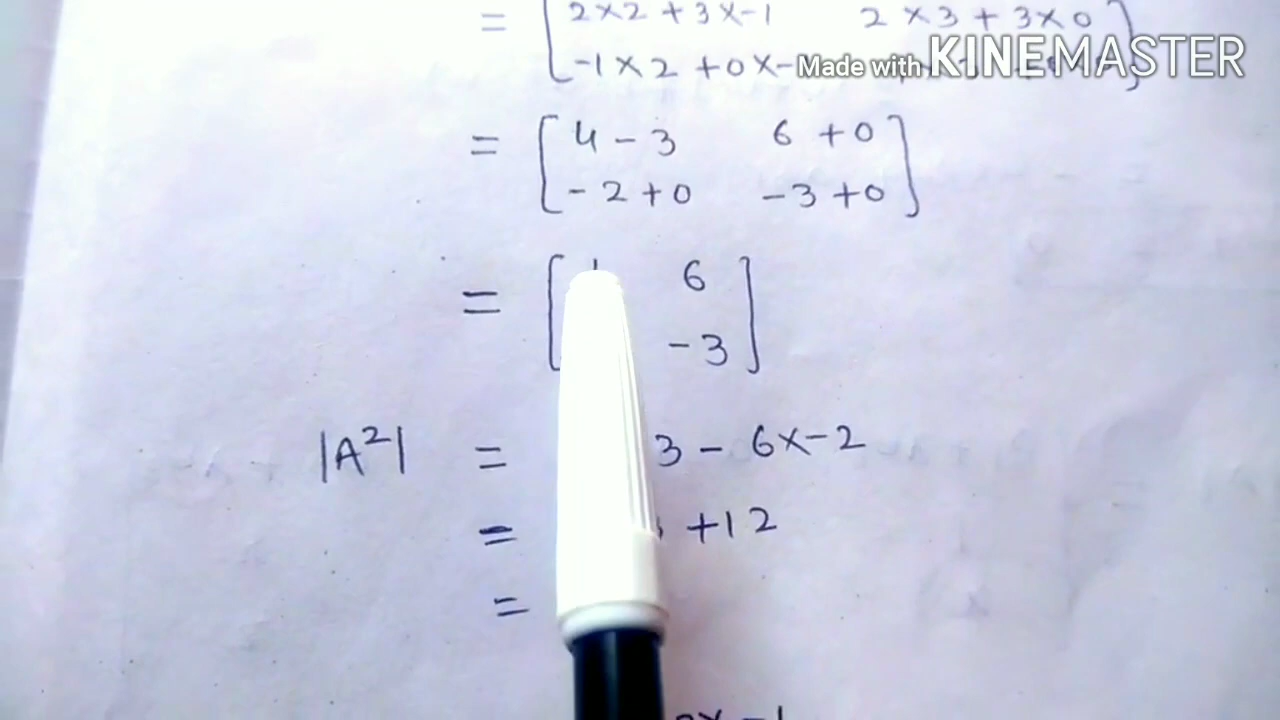 = [ 2×2 + 3×-1 2×3 + 3×0 ]
-1×2 +0×-
Made with KINEMASTER
= [ 4 - 3 6 +0 ]
-2+0 -3+0
= [ 6 ]
-3
|A²| = 3 - 6×-2
= +12
=